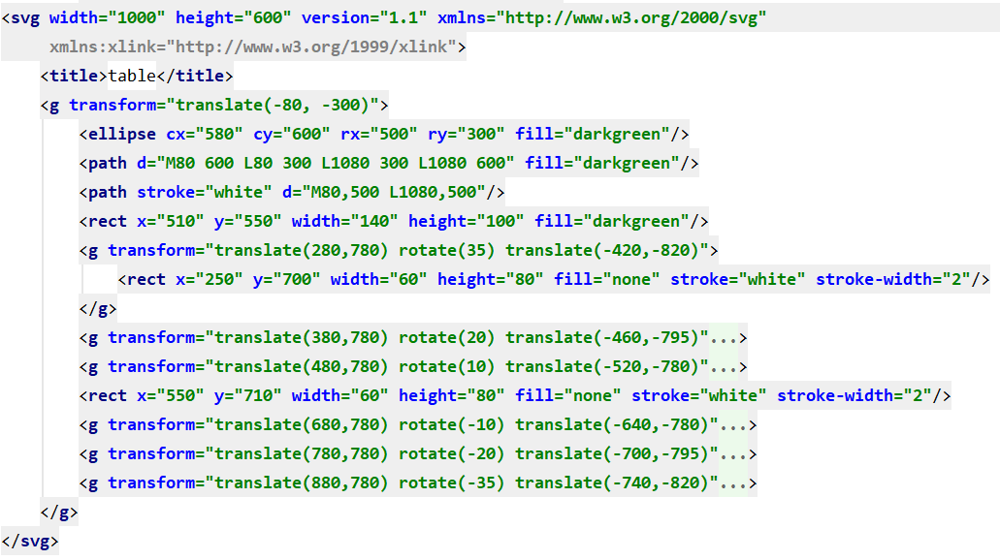 <svg width="1000" height="600" version="1.1" xmlns="http://www.w3.org/2000/svg"
xmlns:xlink="http://www.w3.org/1999/xlink">
<title>table</title>
<g transform="translate(-80, -300)">
<ellipse cx="580" cy="600" rx="500" ry="300" fill="darkgreen"/>
<path d="M80 600 L80 300 L1080 300 L1080 600" fill="darkgreen"/>
<path stroke="white" d="M80,500 L1080,500"/>
<rect x="510" y="550" width="140" height="100" fill="darkgreen"/>
<g transform="translate(280,780) rotate(35) translate(-420,-820)">
<rect x="250" y="700" width="60" height="80" fill="none" stroke="white" stroke-width="2"/>
</g>
<g transform="translate(380,780) rotate(20) translate(-460,-795)"...>
<g transform="translate(480,780) rotate(10) translate(-520,-780)"...>
<rect x="550" y="710" width="60" height="80" fill="none" stroke="white" stroke-width="2"/>
<g transform="translate(680,780) rotate(-10) translate(-640,-780)"...>
<g transform="translate(780,780) rotate(-20) translate(-700,-795)"...>
<g transform="translate(880,780) rotate(-35) translate(-740,-820)"...>
</g>
</svg>